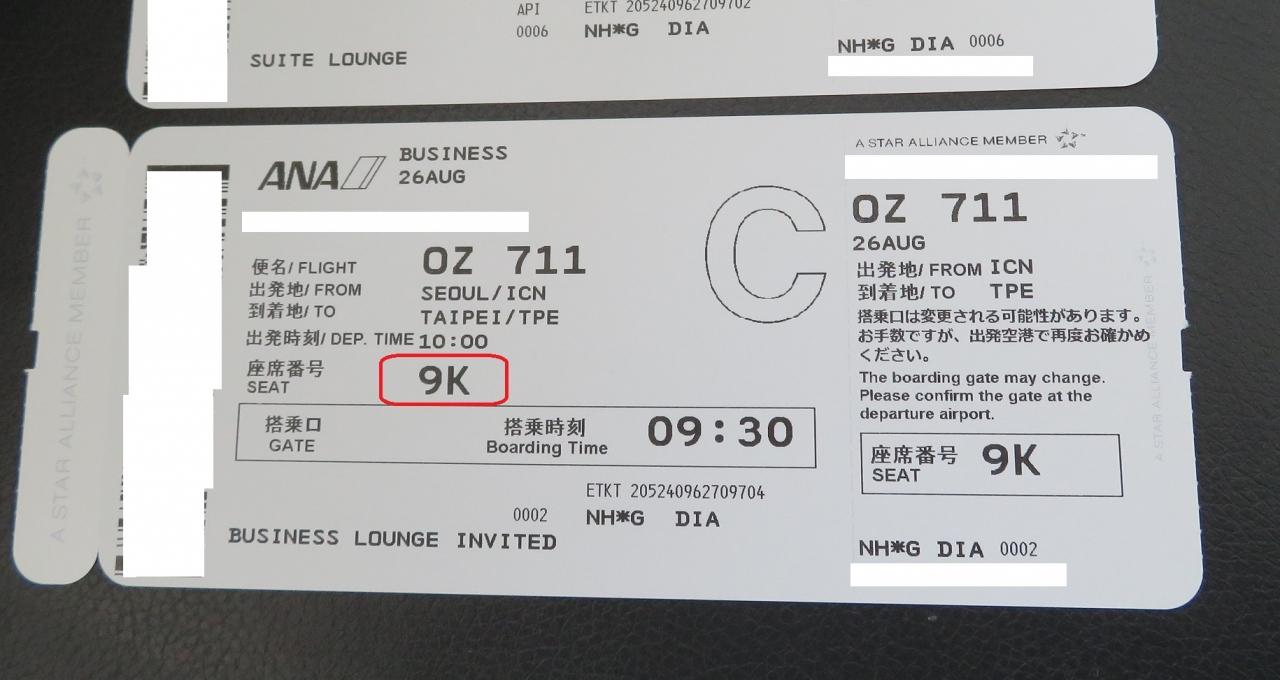 API
ETKT 205240962709702
0006
NH*G DIA
SUITE LOUNGE
NH*G DIA 0006
A STAR ALLIANCE MEMBER
ANA
BUSINESS
26AUG
便名/ FLIGHT OZ 711
出発地/ FROM SEOUL/ICN
到着地/ TO TAIPEI/TPE
出発時刻/ DEP. TIME 10:00
座席番号
SEAT
9K
搭乗口
GATE
搭乗時刻
Boarding Time
09:30
ETKT 205240962709704
0002
NH*G DIA
BUSINESS LOUNGE INVITED
C
A STAR ALLIANCE MEMBER
OZ 711
26AUG
出発地/ FROM ICN
到着地/ TO TPE
搭乗口は変更される可能性があります。
お手数ですが、出発空港で再度お確かめ
ください。
The boarding gate may change.
Please confirm the gate at the
departure airport.
座席番号
SEAT
9K
NH*G DIA 0002
A STAR ALLIANCE MEMBER